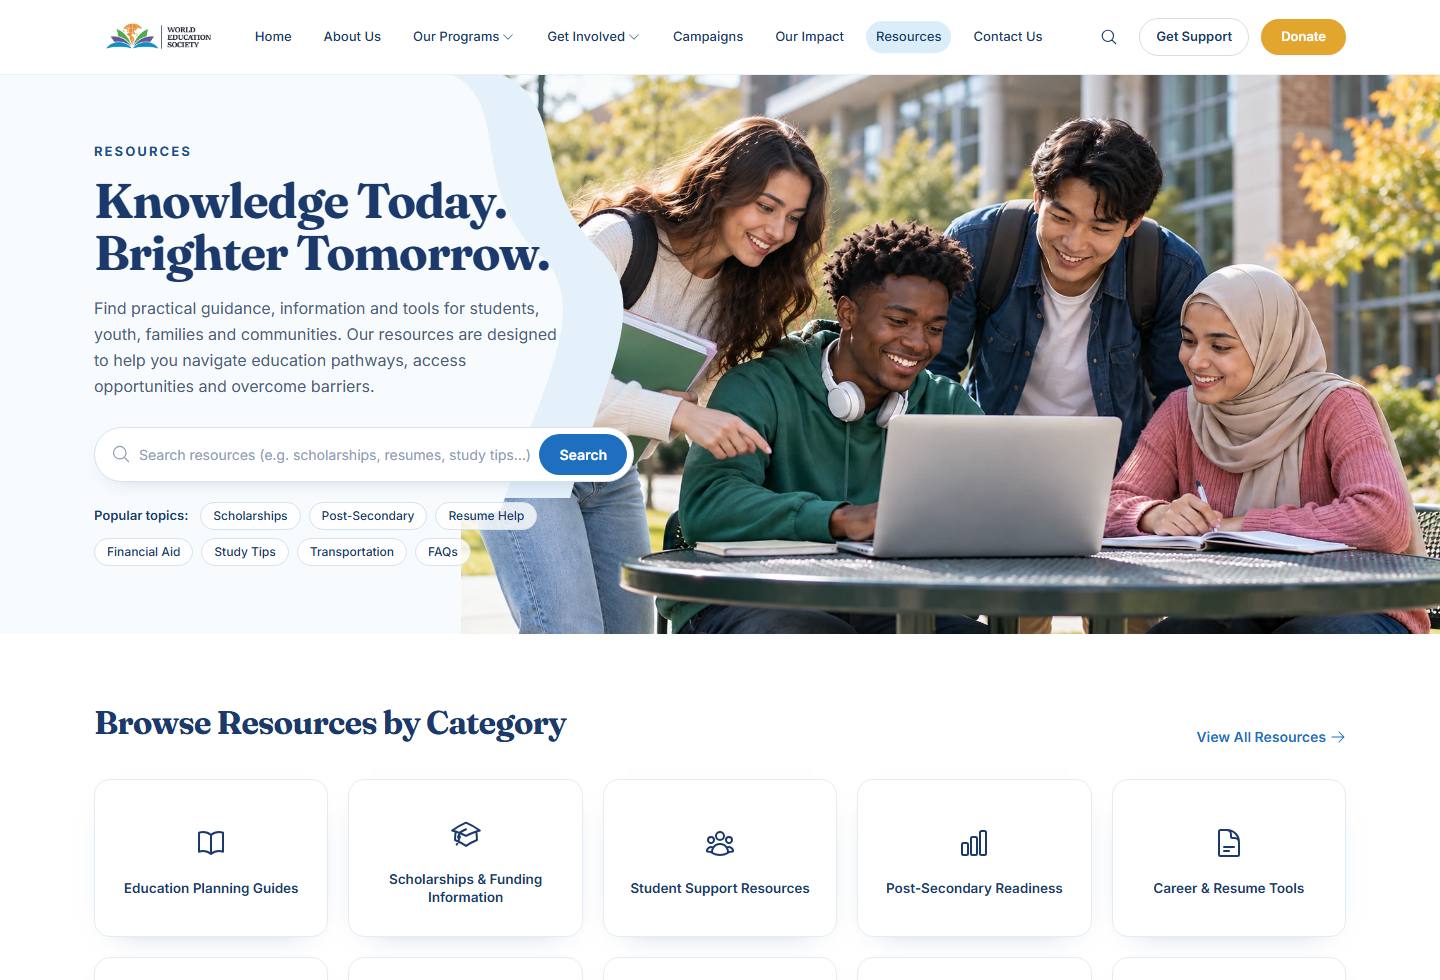 WORLD
EDUCATION
SOCIETY
Home
About Us
Our Programs
Get Involved
Campaigns
Our Impact
Resources
Contact Us
Get Support
Donate
RESOURCES
Knowledge Today.
Brighter Tomorrow.
Find practical guidance, information and tools for students,
youth, families and communities. Our resources are designed
to help you navigate education pathways, access
opportunities and overcome barriers.
Search resources (e.g. scholarships, resumes, study tips...)
Search
Popular topics:
Scholarships
Post-Secondary
Resume Help
Financial Aid
Study Tips
Transportation
FAQs
Browse Resources by Category
View All Resources
Education Planning Guides
Scholarships & Funding
Information
Student Support Resources
Post-Secondary Readiness
Career & Resume Tools